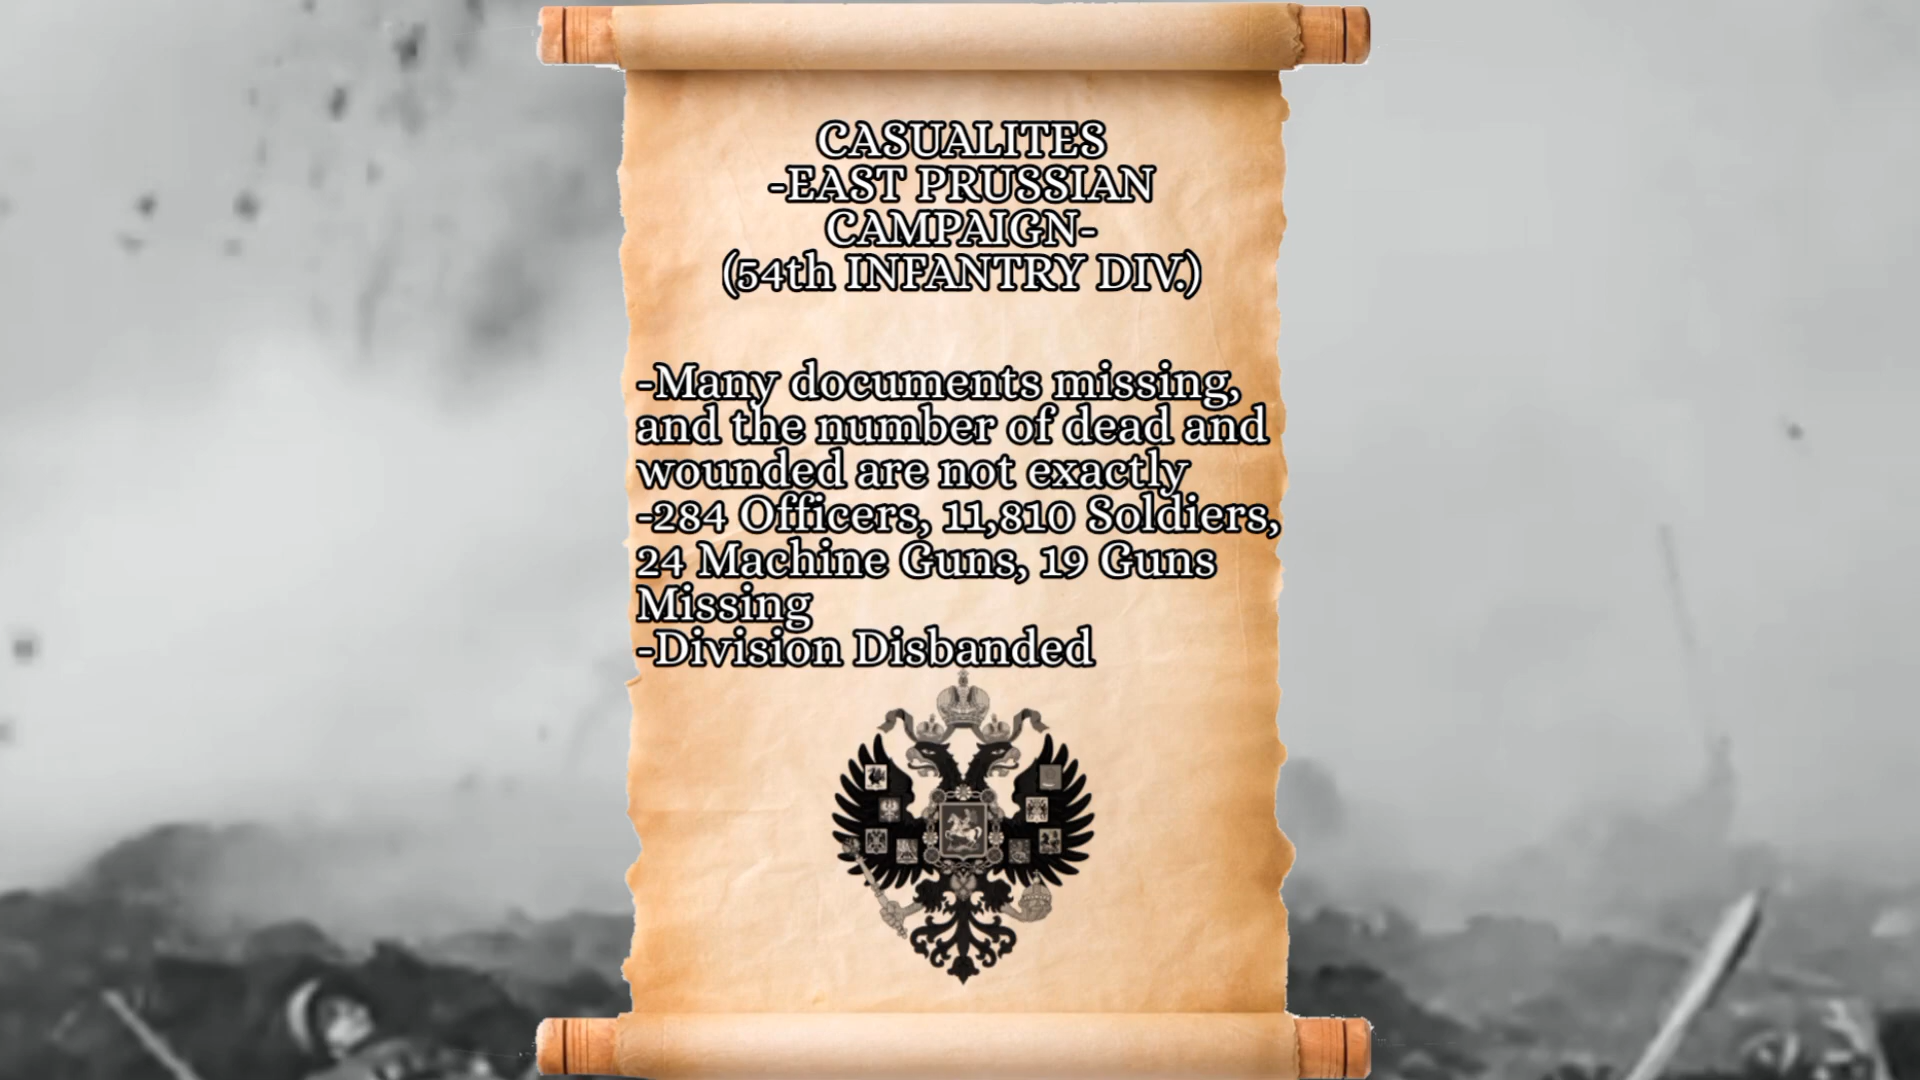 CASUALITES
-EAST PRUSSIAN
CAMPAIGN-
(54th INFANTRY DIV.)
-Many documents missing,
and the number of dead and
wounded are not exactly
-284 Officers, 11,810 Soldiers,
24 Machine Guns, 19 Guns
Missing
-Division Disbanded